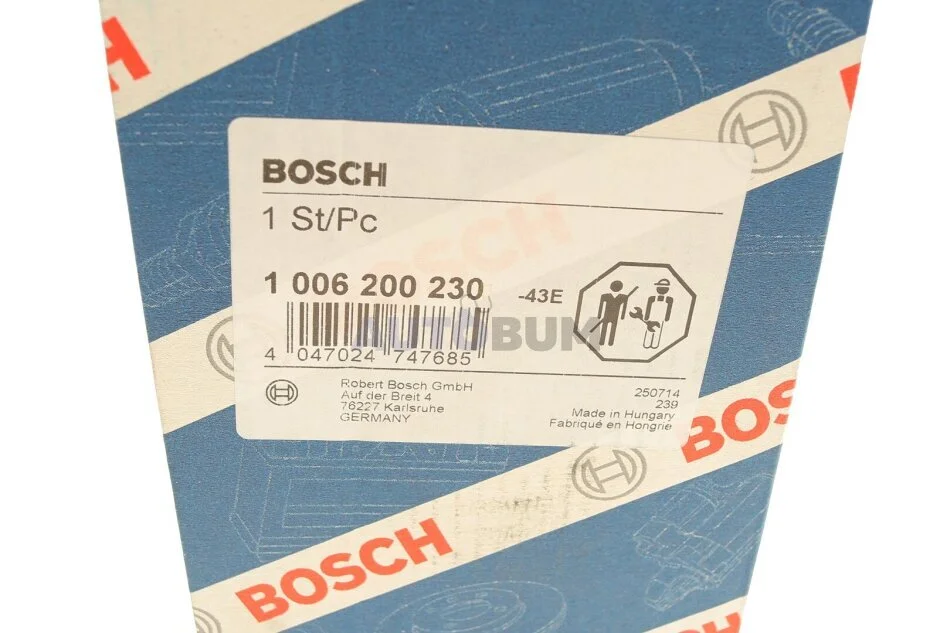 BOSCH
1 St/Pc
1 006 200 230 -43E
AUTOBUM
4 047024 747685
Robert Bosch GmbH
Auf der Breit 4
76227 Karlsruhe
GERMANY
250714
239
Made in Hungary
Fabriqué en Hongrie
BOSCH
BOSCH
BOSCH